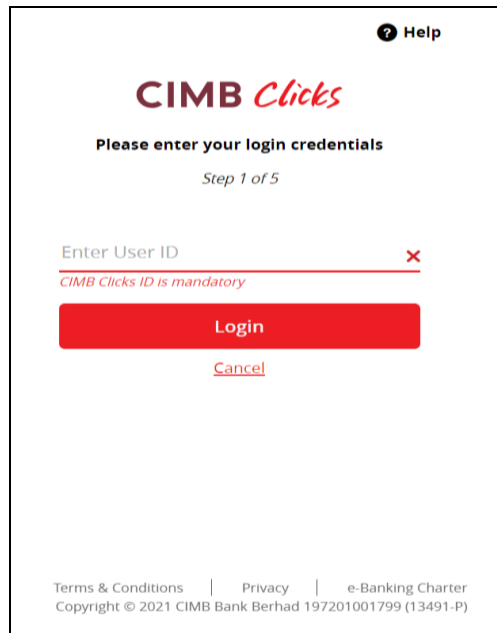 ? Help
CIMB Clicks
Please enter your login credentials
Step 1 of 5
Enter User ID
CIMB Clicks ID is mandatory
Login
Cancel
Terms & Conditions | Privacy | e-Banking Charter
Copyright © 2021 CIMB Bank Berhad 197201001799 (13491-P)